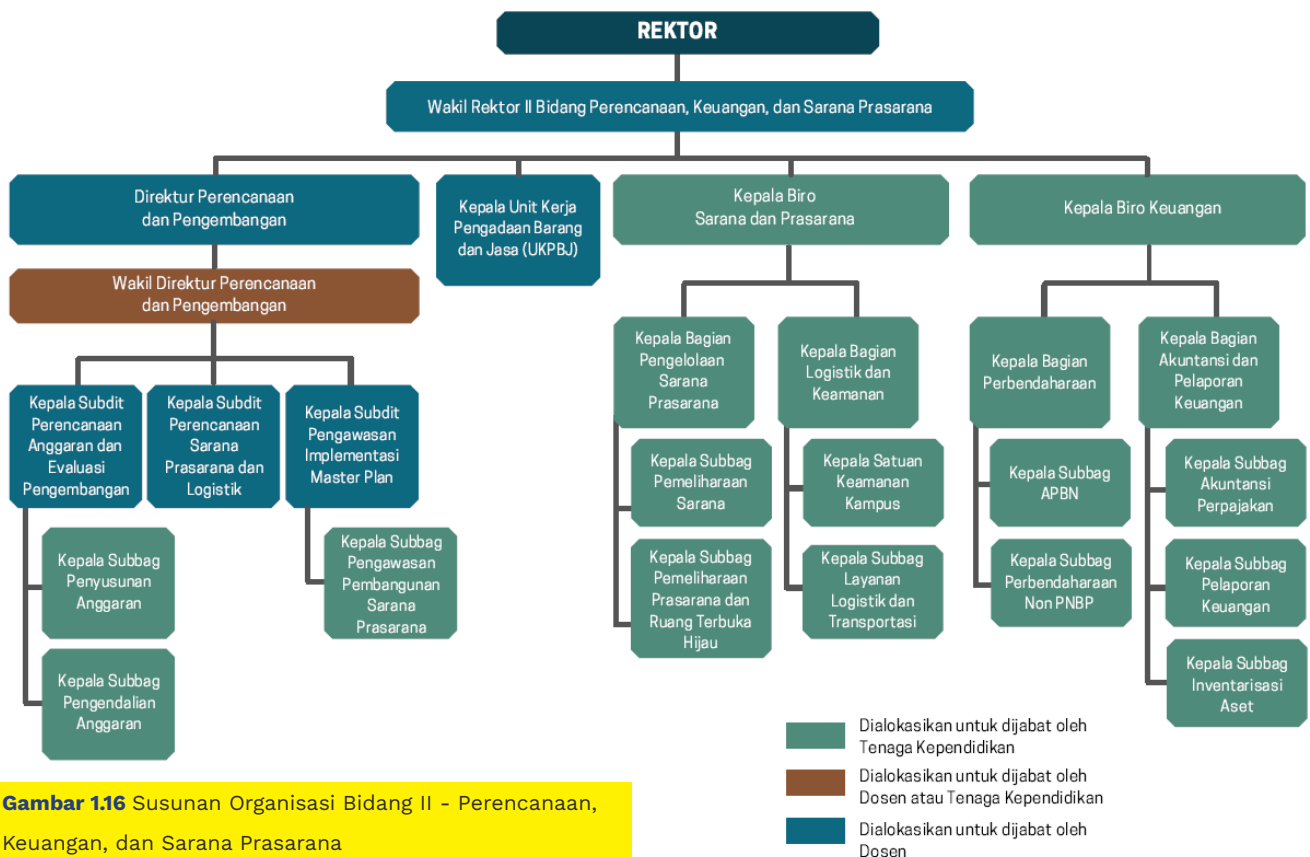 REKTOR
Wakil Rektor II Bidang Perencanaan, Keuangan, dan Sarana Prasarana
Direktur Perencanaan
dan Pengembangan
Kepala Unit Kerja
Pengadaan Barang
dan Jasa (UKPBJ)
Kepala Biro
Sarana dan Prasarana
Kepala Biro Keuangan
Wakil Direktur Perencanaan
dan Pengembangan
Kepala Subdit
Perencanaan
Anggaran dan
Evaluasi
Pengembangan
Kepala Subdit
Perencanaan
Sarana
Prasarana dan
Logistik
Kepala Subdit
Pengawasan
Implementasi
Master Plan
Kepala Bagian
Pengelolaan
Sarana
Prasarana
Kepala Bagian
Logistik dan
Keamanan
Kepala Bagian
Perbendaharaan
Kepala Bagian
Akuntansi dan
Pelaporan
Keuangan
Kepala Subbag
Penyusunan
Anggaran
Kepala Subbag
Pengendalian
Anggaran
Kepala Subbag
Pengawasan
Pembangunan
Sarana
Prasarana
Kepala Subbag
Pemeliharaan
Sarana
Kepala Subbag
Pemeliharaan
Prasarana dan
Ruang Terbuka
Hijau
Kepala Satuan
Keamanan
Kampus
Kepala Subbag
Layanan
Logistik dan
Transportasi
Kepala Subbag
APBN
Kepala Subbag
Perbendaharaan
Non PNBP
Kepala Subbag
Akuntansi
Perpajakan
Kepala Subbag
Pelaporan
Keuangan
Kepala Subbag
Inventarisasi
Aset
Dialokasikan untuk dijabat oleh
Tenaga Kependidikan
Dialokasikan untuk dijabat oleh
Dosen atau Tenaga Kependidikan
Dialokasikan untuk dijabat oleh
Dosen
Gambar 1.16 Susunan Organisasi Bidang II - Perencanaan,
Keuangan, dan Sarana Prasarana